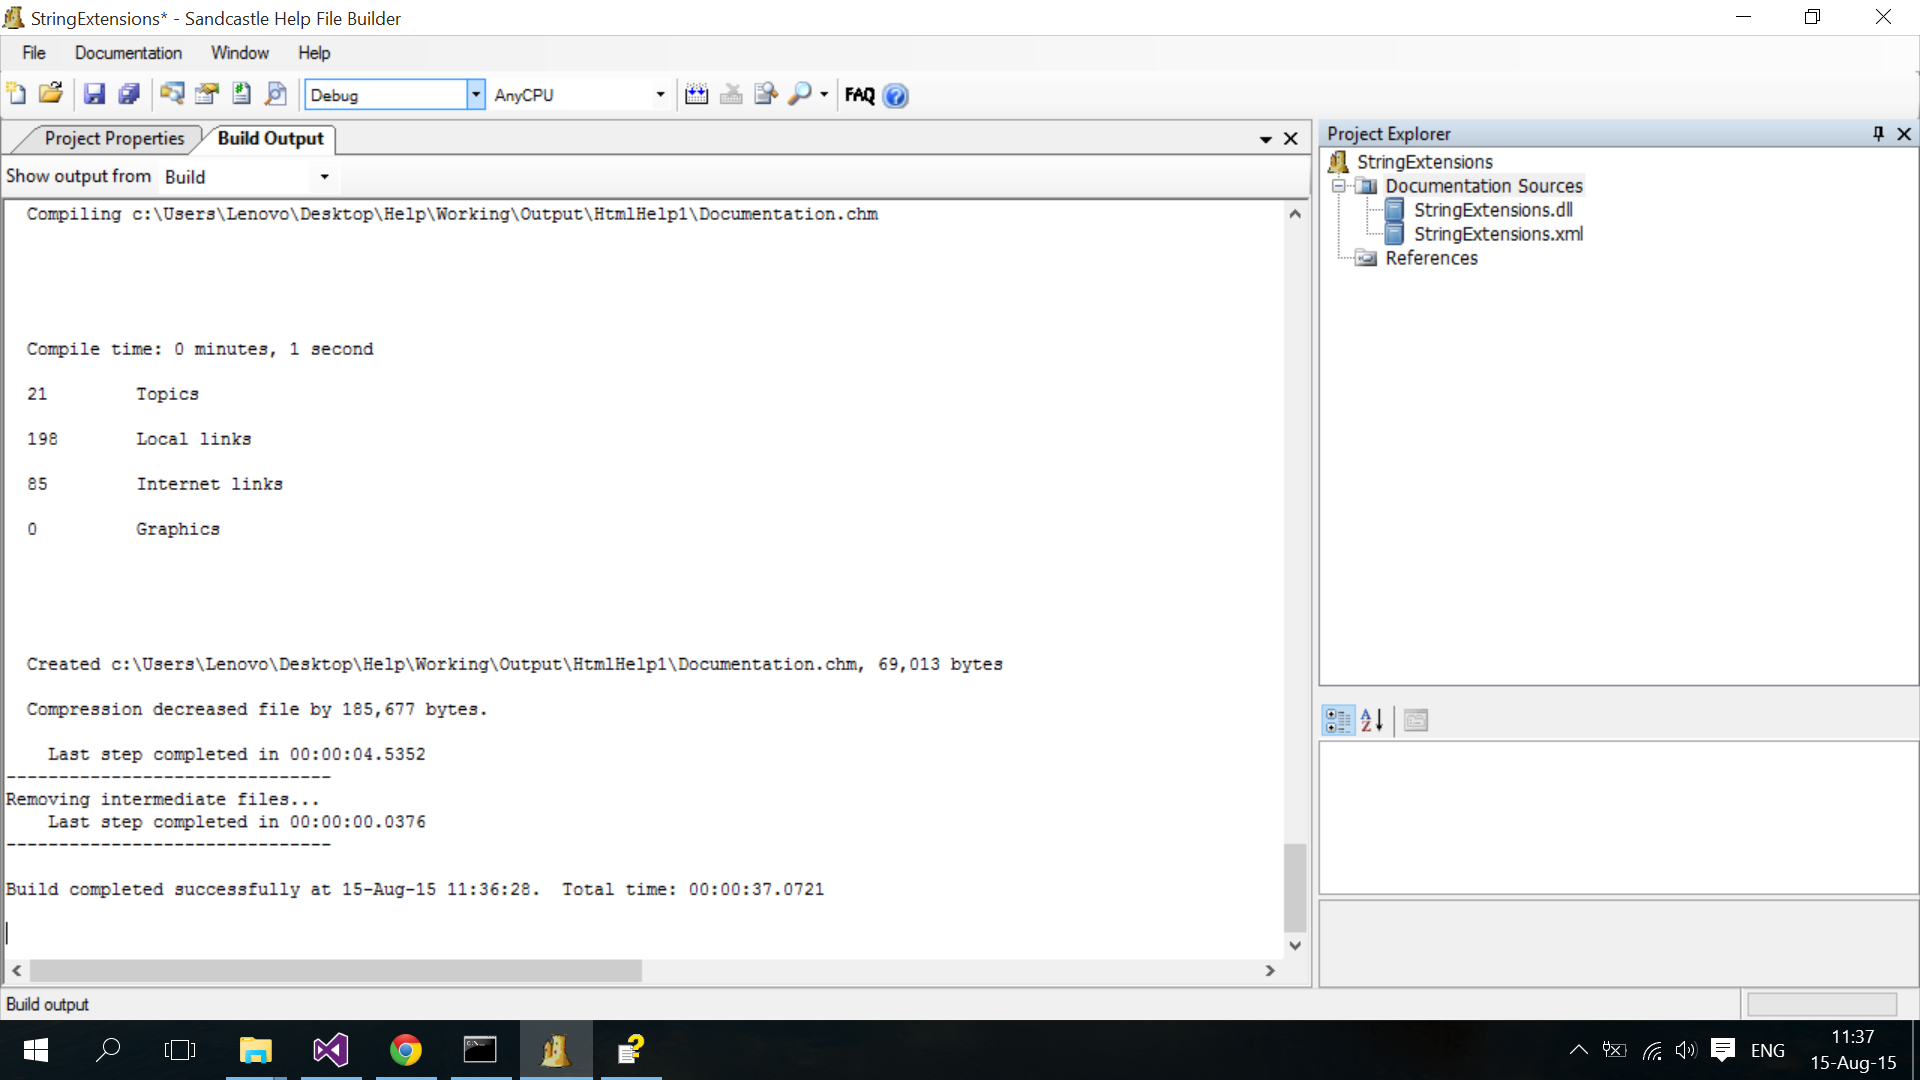 StringExtensions* - Sandcastle Help File Builder
File Documentation Window Help
Debug AnyCPU FAQ
Project Properties Build Output
Show output from Build
Compiling c:\Users\Lenovo\Desktop\Help\Working\Output\HtmlHelp1\Documentation.chm
Compile time: 0 minutes, 1 second
21 Topics
198 Local links
85 Internet links
0 Graphics
Created c:\Users\Lenovo\Desktop\Help\Working\Output\HtmlHelp1\Documentation.chm, 69,013 bytes
Compression decreased file by 185,677 bytes.
Last step completed in 00:00:04.5352
-------------------------------
Removing intermediate files...
Last step completed in 00:00:00.0376
-------------------------------
Build completed successfully at 15-Aug-15 11:36:28. Total time: 00:00:37.0721
Project Explorer
StringExtensions
Documentation Sources
StringExtensions.dll
StringExtensions.xml
References
Build output
ENG
11:37
15-Aug-15